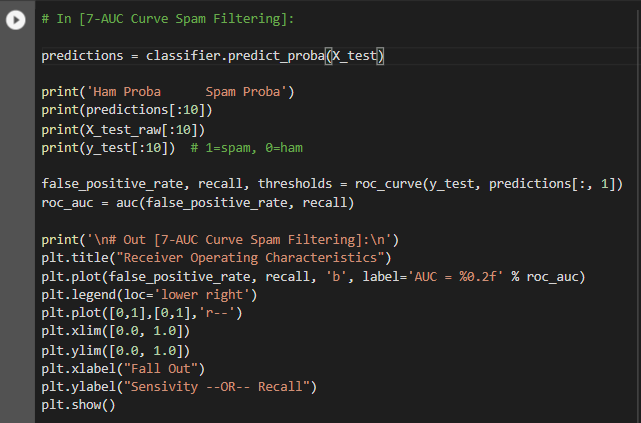 # In [7-AUC Curve Spam Filtering]:
predictions = classifier.predict_proba(X_test)
print('Ham Proba      Spam Proba')
print(predictions[:10])
print(X_test_raw[:10])
print(y_test[:10])  # 1=spam, 0=ham
false_positive_rate, recall, thresholds = roc_curve(y_test, predictions[:, 1])
roc_auc = auc(false_positive_rate, recall)
print('\n# Out [7-AUC Curve Spam Filtering]:\n')
plt.title("Receiver Operating Characteristics")
plt.plot(false_positive_rate, recall, 'b', label='AUC = %0.2f' % roc_auc)
plt.legend(loc='lower right')
plt.plot([0,1],[0,1],'r--')
plt.xlim([0.0, 1.0])
plt.ylim([0.0, 1.0])
plt.xlabel("Fall Out")
plt.ylabel("Sensivity --OR-- Recall")
plt.show()